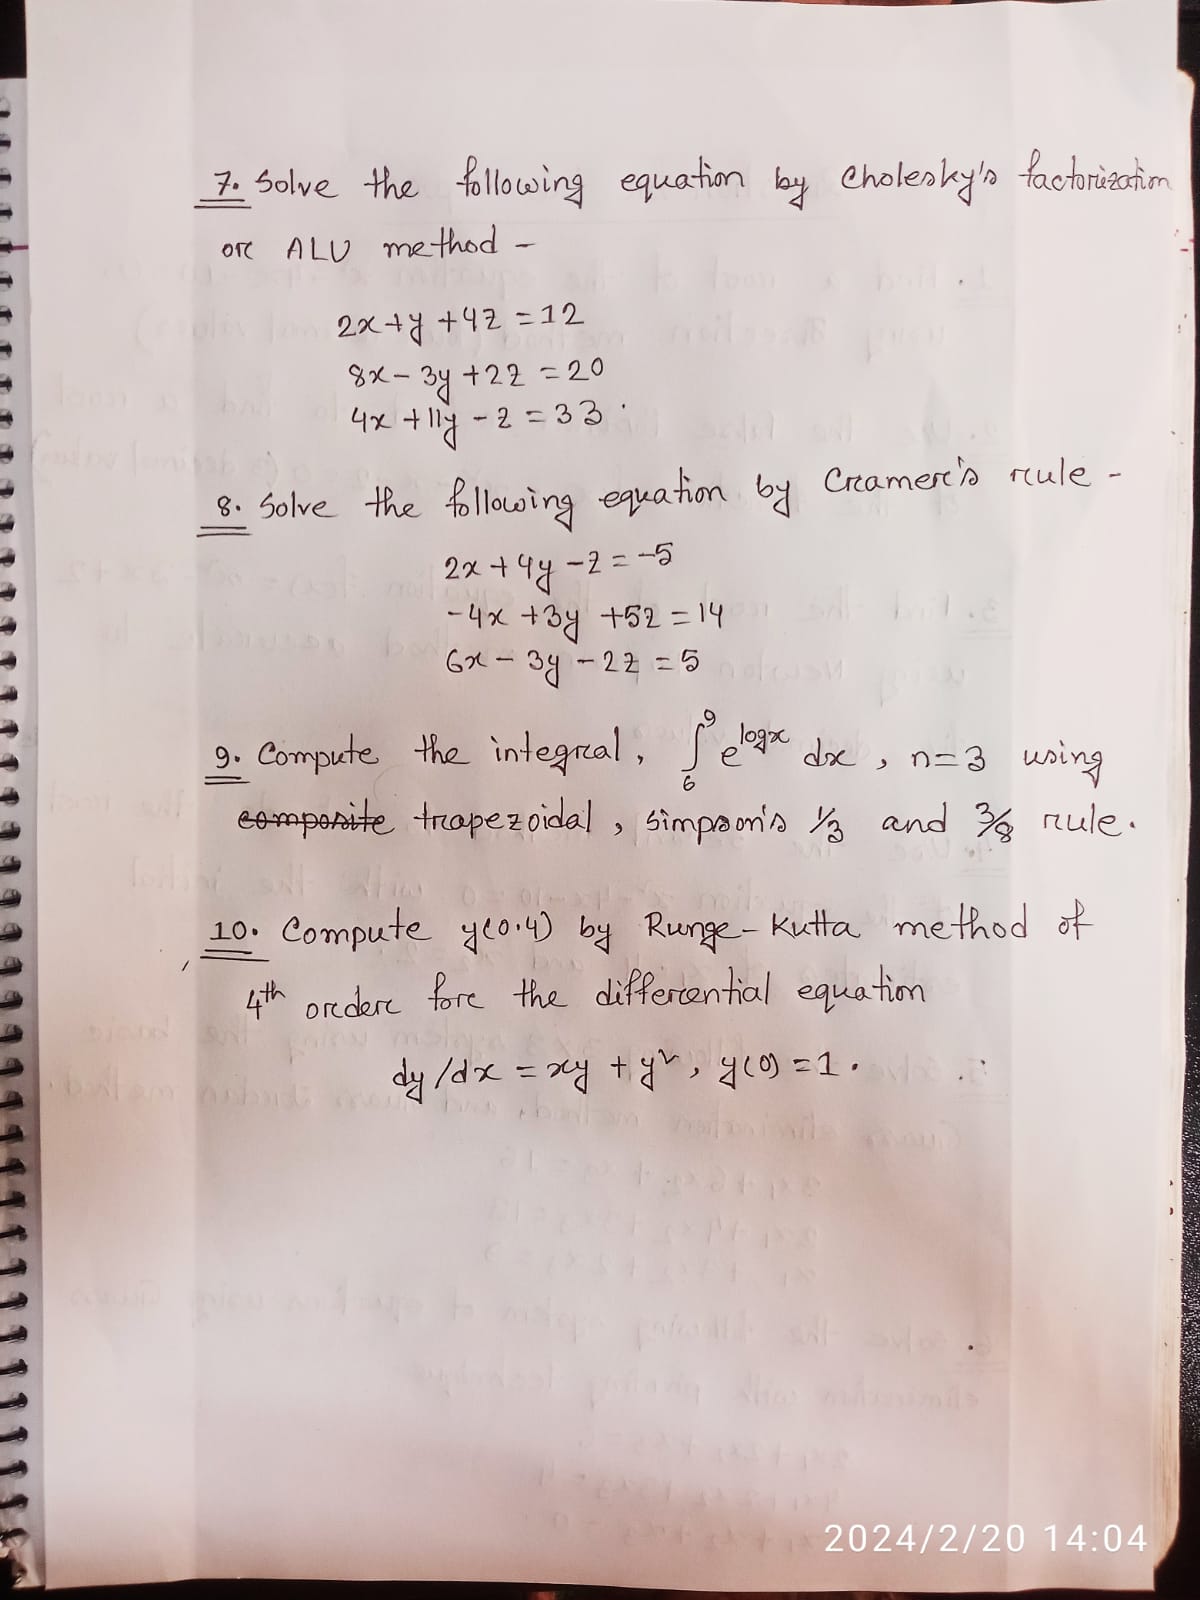 7. Solve the following equation by Cholesky's factorization
or ALU method -
2x + y + 4z = 12
8x - 3y + 2z = 20
4x + 11y - z = 33.
8. Solve the following equation by Cramer's rule -
2x + 4y - z = -5
-4x + 3y + 5z = 14
6x - 3y - 2z = 5
9. Compute the integral, ∫₆⁹ e^logx dx, n=3 using
composite trapezoidal, simpson's 1/3 and 3/8 rule.
10. Compute y(0.4) by Runge-Kutta method of
4th order for the differential equation
dy/dx = xy + y², y(0) = 1.
2024/2/20 14:04